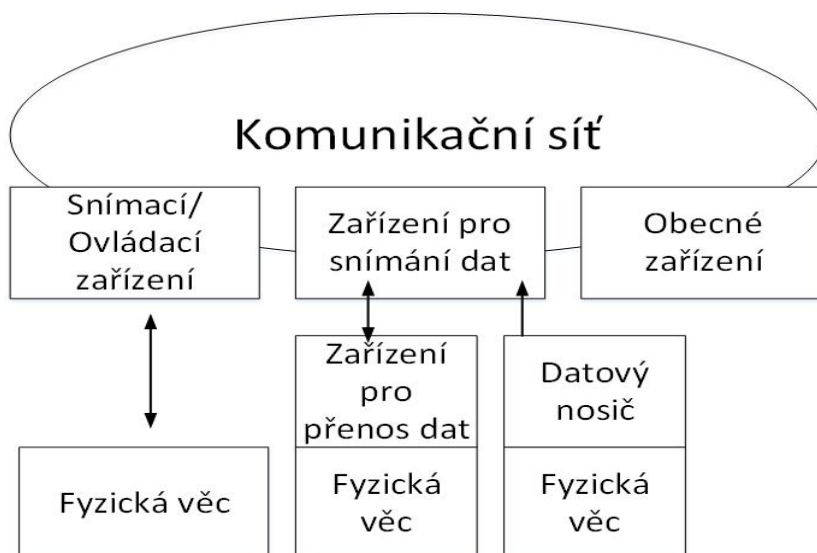 Komunikační síť
Snímací/
Ovládací
zařízení
Zařízení pro
snímání dat
Obecné
zařízení
Zařízení
pro
přenos dat
Datový
nosič
Fyzická věc
Fyzická
věc
Fyzická
věc